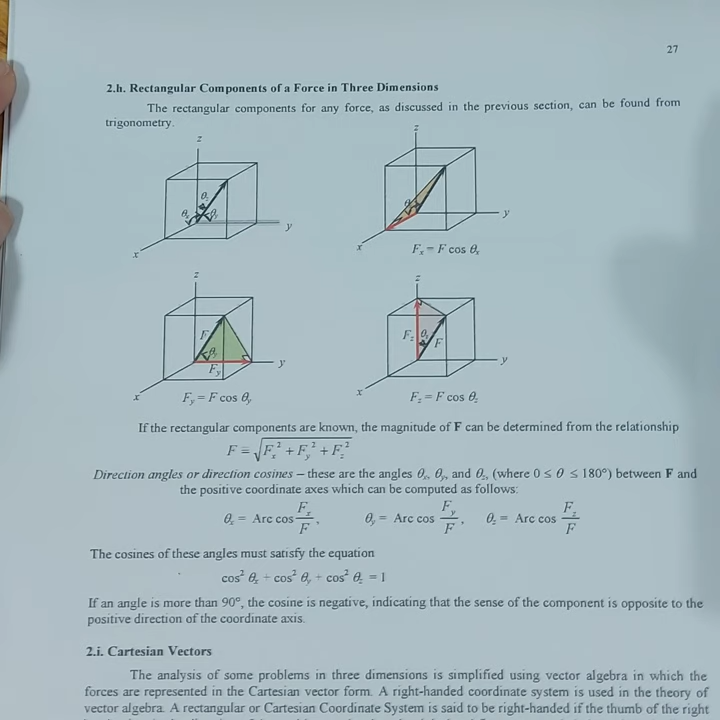 27
2.h. Rectangular Components of a Force in Three Dimensions
The rectangular components for any force, as discussed in the previous section, can be found from
trigonometry.
z
θz
θx θy
y
x
z
θ
y
x
Fx = F cos θx
z
F
θy
Fy
y
x
Fy = F cos θy
z
Fz θz
F
y
x
Fz = F cos θz
If the rectangular components are known, the magnitude of F can be determined from the relationship
F = √(Fx² + Fy² + Fz²)
Direction angles or direction cosines – these are the angles θx, θy, and θz, (where 0 ≤ θ ≤ 180°) between F and
the positive coordinate axes which can be computed as follows:
θx = Arc cos Fx/F, θy = Arc cos Fy/F, θz = Arc cos Fz/F
The cosines of these angles must satisfy the equation
cos² θx + cos² θy + cos² θz = 1
If an angle is more than 90°, the cosine is negative, indicating that the sense of the component is opposite to the
positive direction of the coordinate axis.
2.i. Cartesian Vectors
The analysis of some problems in three dimensions is simplified using vector algebra in which the
forces are represented in the Cartesian vector form. A right-handed coordinate system is used in the theory of
vector algebra. A rectangular or Cartesian Coordinate System is said to be right-handed if the thumb of the right